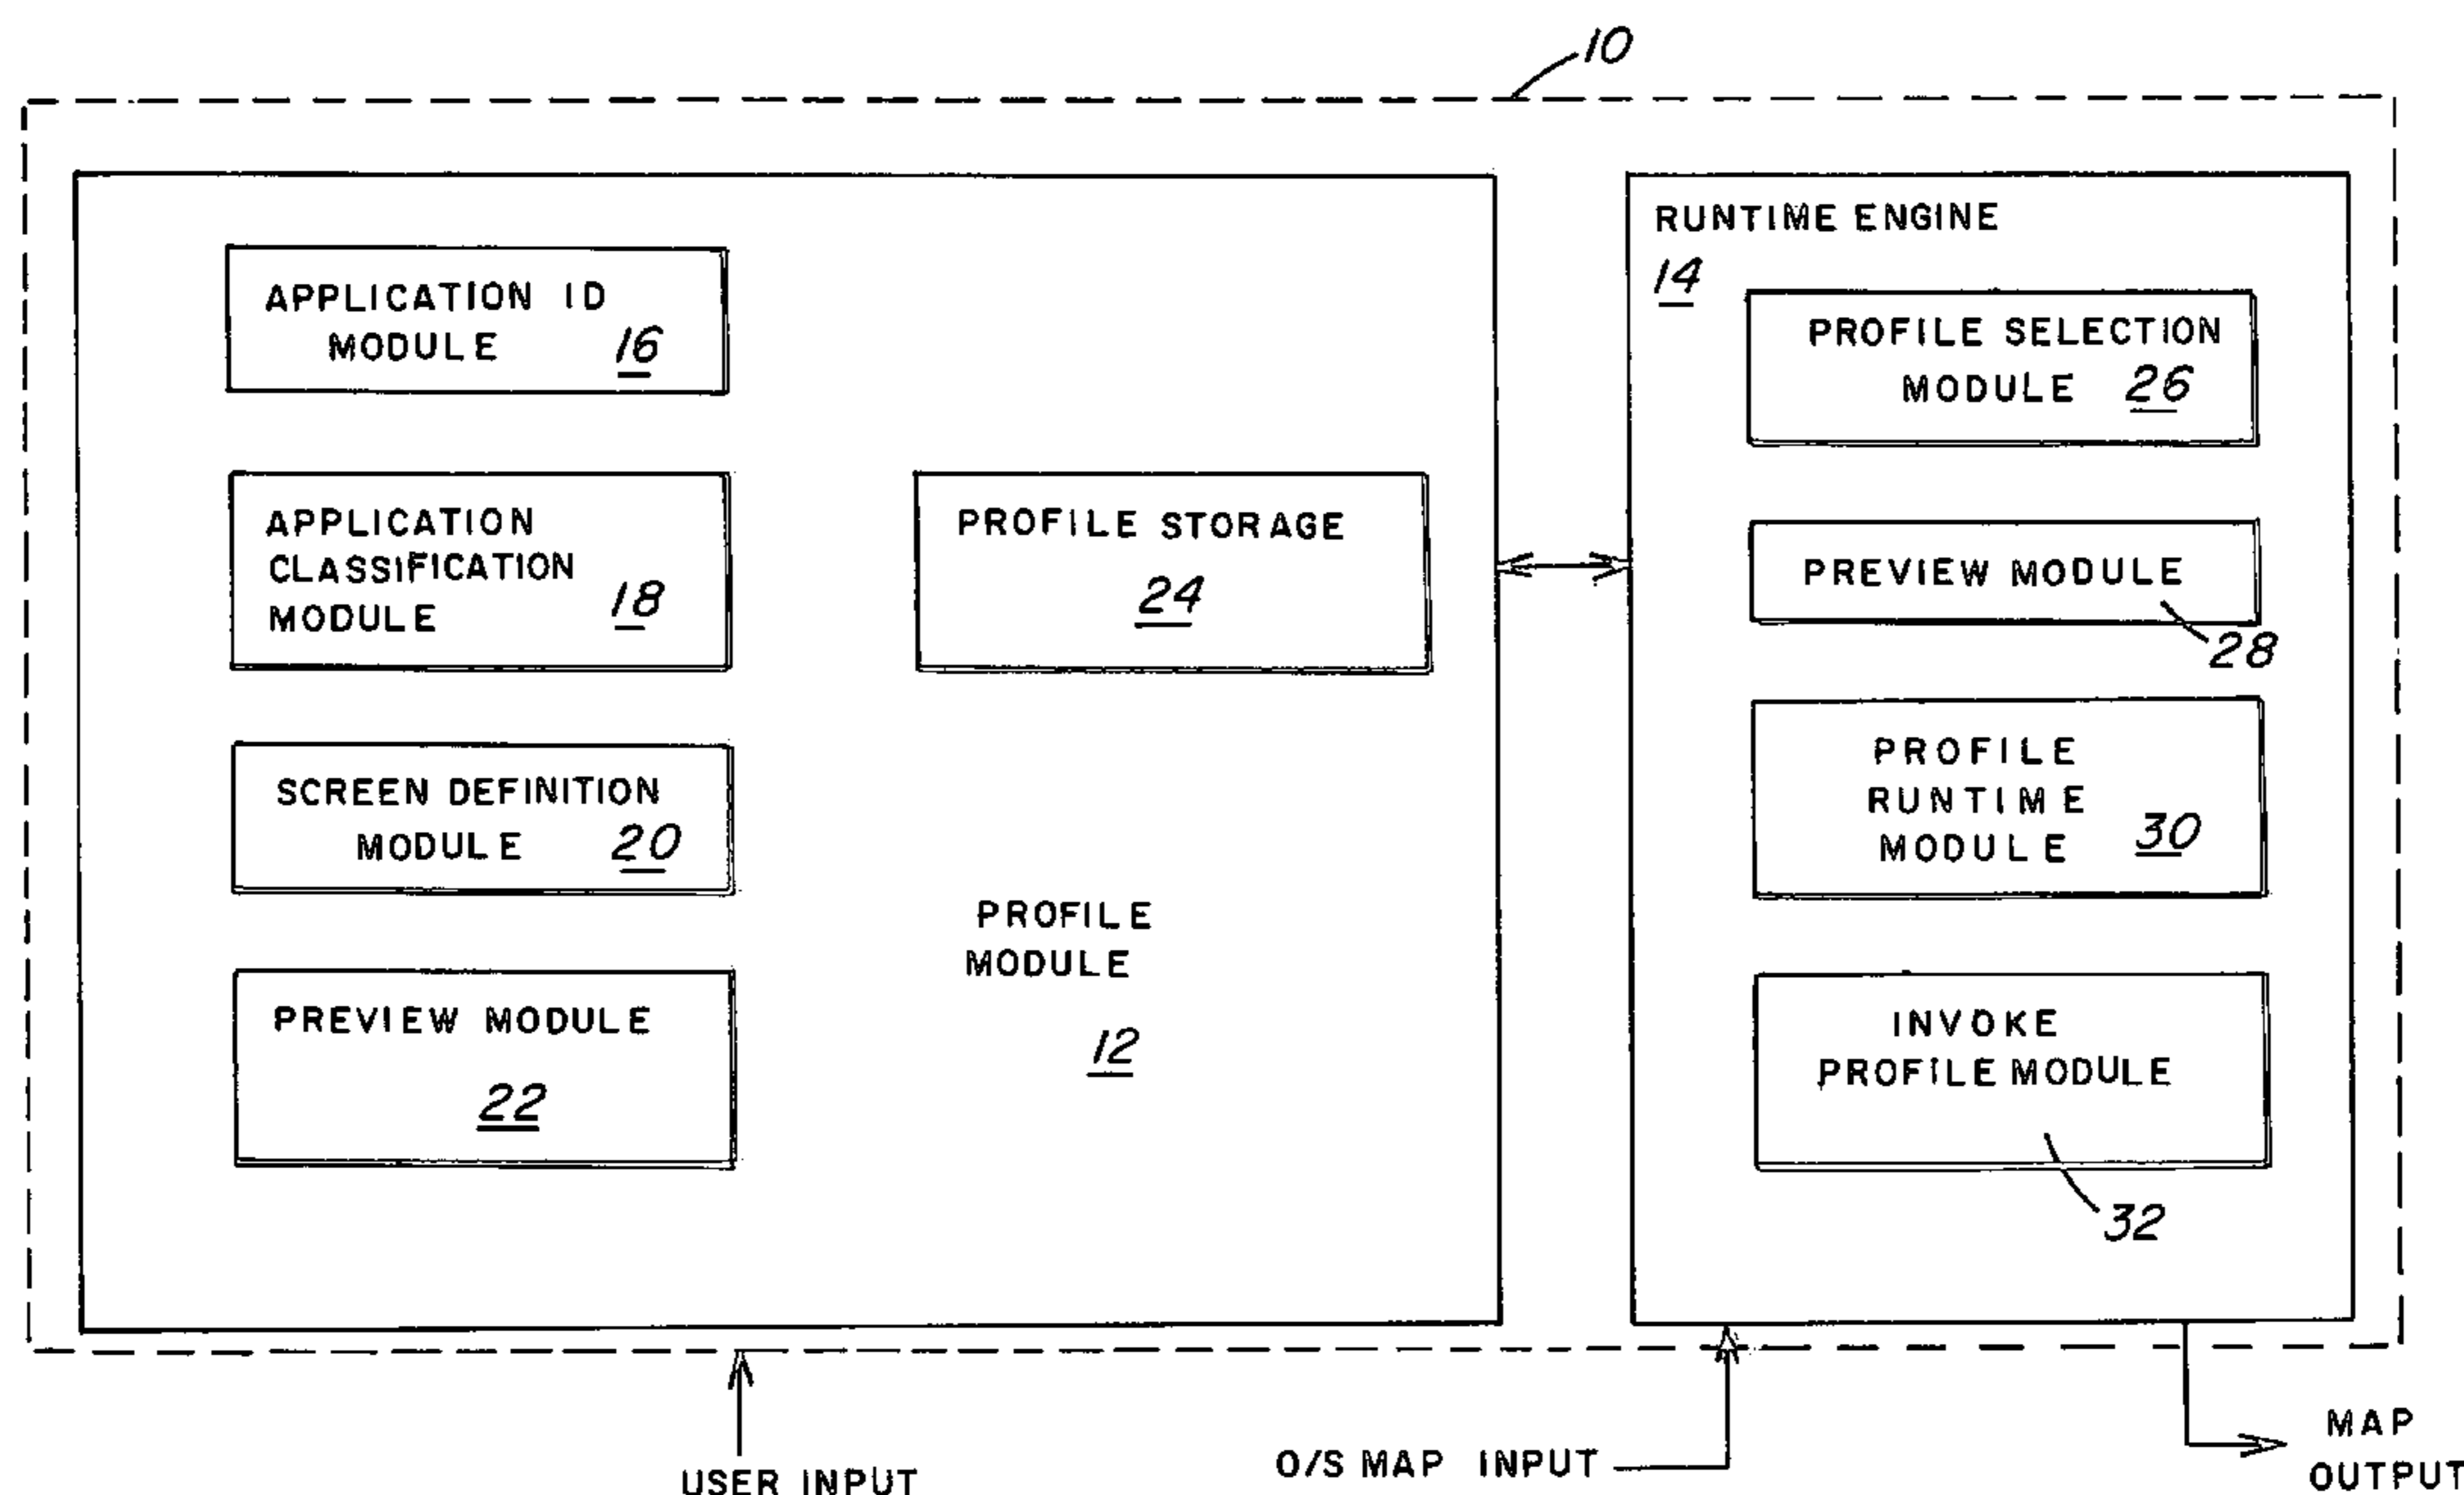 10
APPLICATION ID
MODULE 16
APPLICATION
CLASSIFICATION
MODULE 18
SCREEN DEFINITION
MODULE 20
PREVIEW MODULE
22
PROFILE STORAGE
24
PROFILE
MODULE
12
RUNTIME ENGINE
14
PROFILE SELECTION
MODULE 26
PREVIEW MODULE
28
PROFILE
RUNTIME
MODULE 30
INVOKE
PROFILE MODULE
32
USER INPUT
O/S MAP INPUT
MAP
OUTPUT